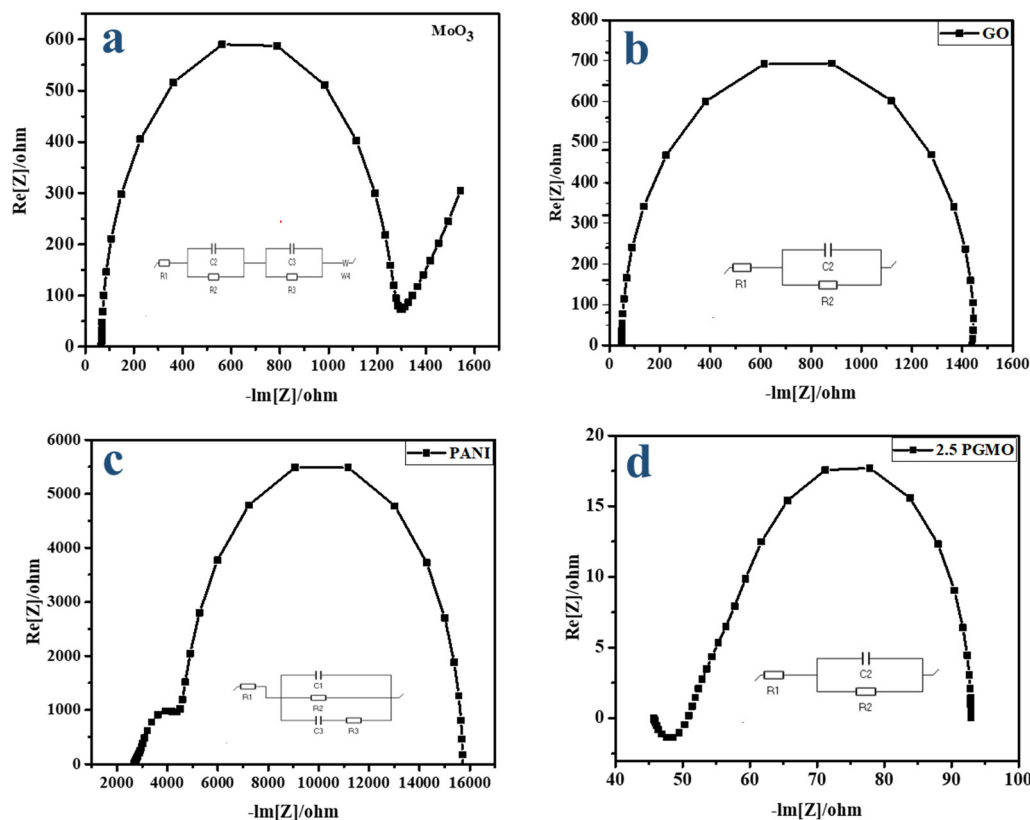 a
MoO3
Re[Z]/ohm
600
500
400
300
200
100
0
C2
C3
R1
R2
R3
W
W4
0 200 400 600 800 1000 1200 1400 1600
-lm[Z]/ohm
b
GO
Re[Z]/ohm
800
700
600
500
400
300
200
100
0
C2
R1
R2
0 200 400 600 800 1000 1200 1400 1600
-lm[Z]/ohm
c
PANI
Re[Z]/ohm
6000
5000
4000
3000
2000
1000
0
C1
R1
R2
C3
R3
2000 4000 6000 8000 10000 12000 14000 16000
-lm[Z]/ohm
d
2.5 PGMO
Re[Z]/ohm
20
15
10
5
0
C2
R1
R2
40 50 60 70 80 90 100
-lm[Z]/ohm